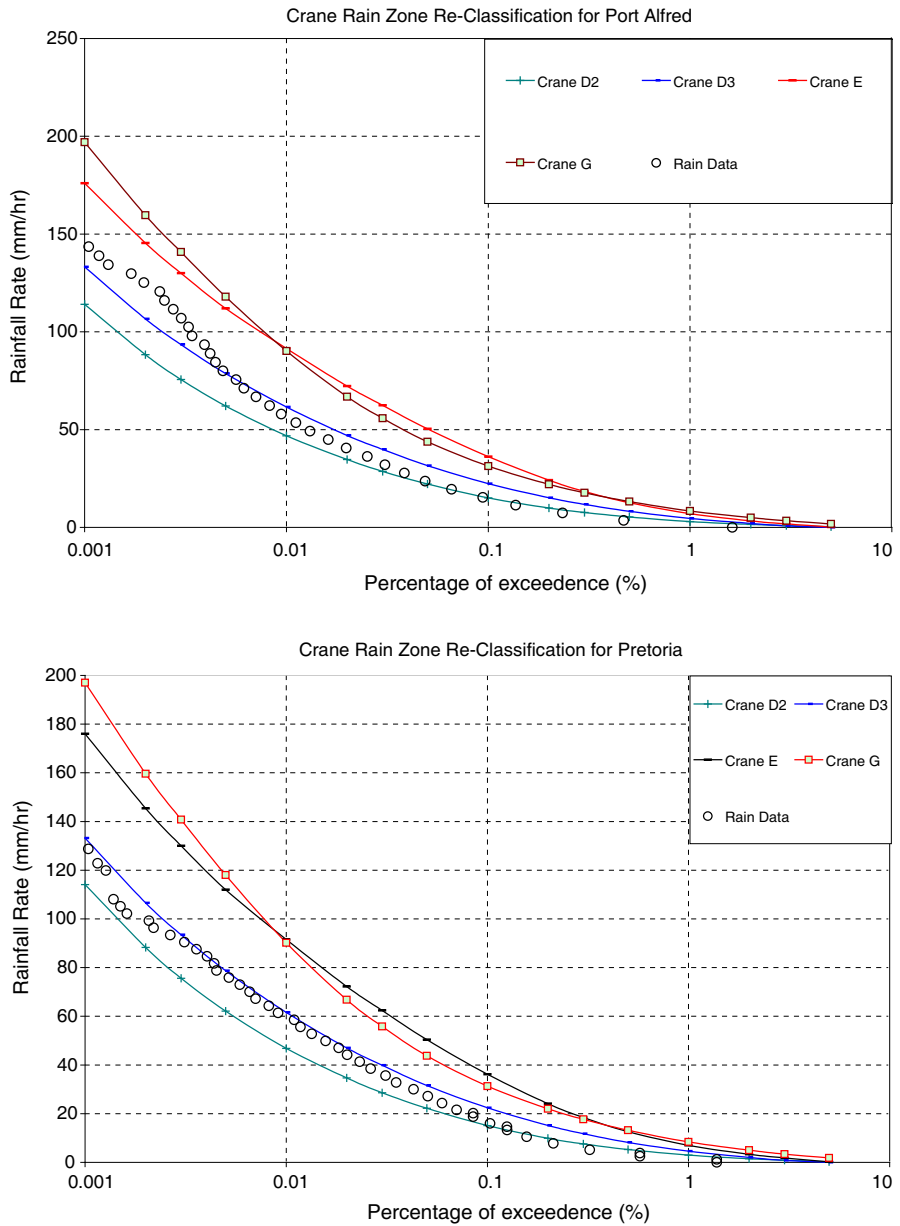 Crane Rain Zone Re-Classification for Port Alfred
250
200
150
100
50
0
Rainfall Rate (mm/hr)
Crane D2 Crane D3 Crane E
Crane G Rain Data
0.001 0.01 0.1 1 10
Percentage of exceedence (%)
Crane Rain Zone Re-Classification for Pretoria
200
180
160
140
120
100
80
60
40
20
0
Rainfall Rate (mm/hr)
Crane D2 Crane D3
Crane E Crane G
Rain Data
0.001 0.01 0.1 1 10
Percentage of exceedence (%)